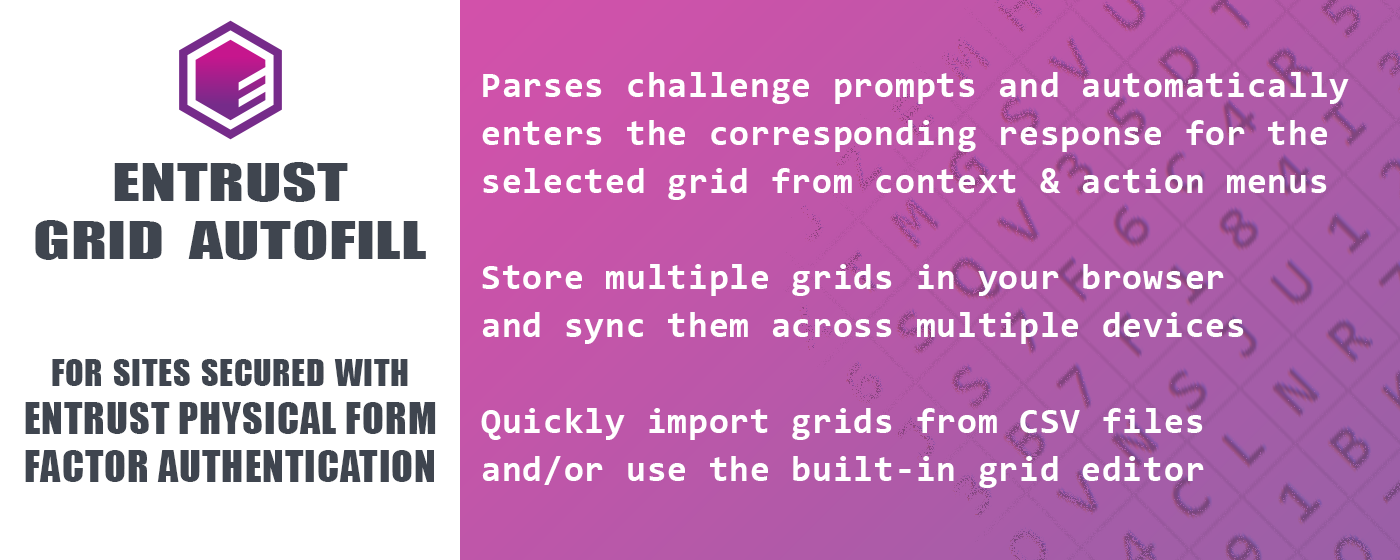 ENTRUST
GRID AUTOFILL
FOR SITES SECURED WITH
ENTRUST PHYSICAL FORM
FACTOR AUTHENTICATION
Parses challenge prompts and automatically
enters the corresponding response for the
selected grid from context & action menus
Store multiple grids in your browser
and sync them across multiple devices
Quickly import grids from CSV files
and/or use the built-in grid editor